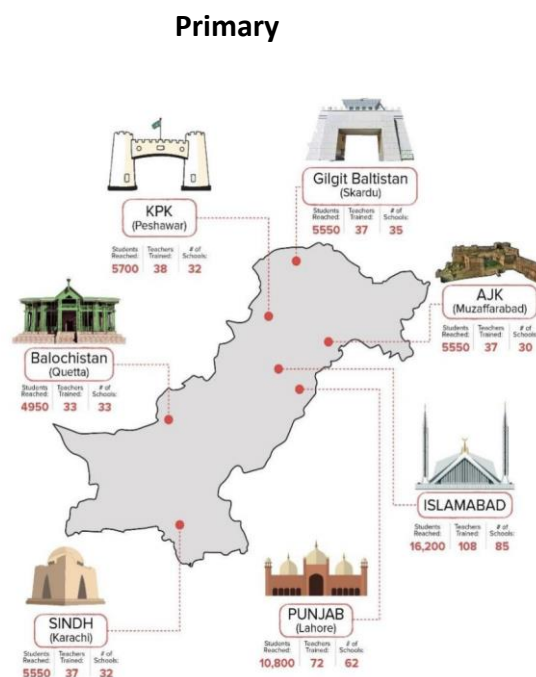 Primary
Gilgit Baltistan
(Skardu)
Students Reached: Teachers Trained: # of Schools:
5550 37 35
KPK
(Peshawar)
Students Reached: Teachers Trained: # of Schools:
5700 38 32
AJK
(Muzaffarabad)
Students Reached: Teachers Trained: # of Schools:
5550 37 30
Balochistan
(Quetta)
Students Reached: Teachers Trained: # of Schools:
4950 33 33
ISLAMABAD
Students Reached: Teachers Trained: # of Schools:
16,200 108 85
SINDH
(Karachi)
Students Reached: Teachers Trained: # of Schools:
5550 37 32
PUNJAB
(Lahore)
Students Reached: Teachers Trained: # of Schools:
10,800 72 62